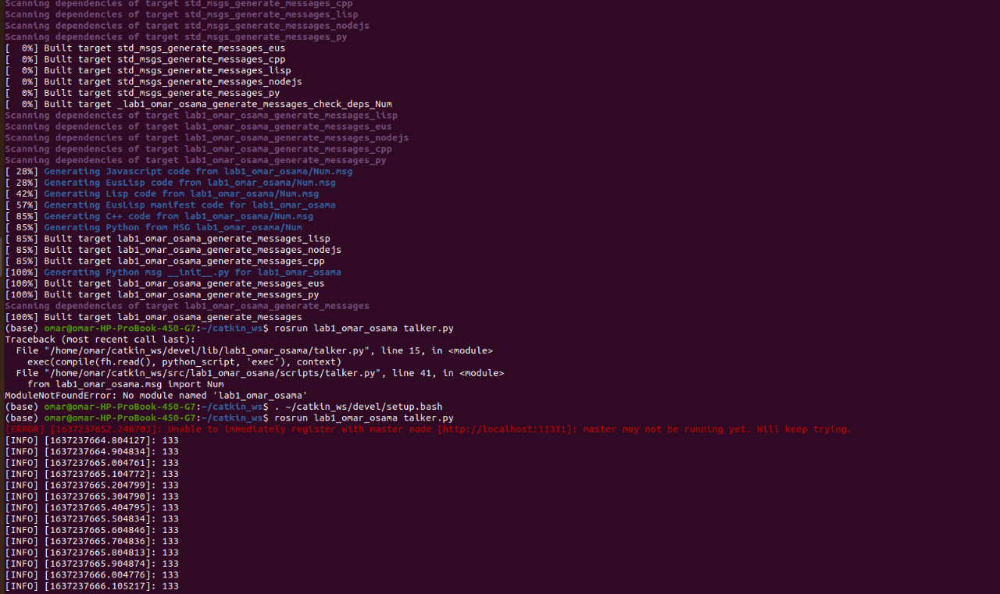 Scanning dependencies of target std_msgs_generate_messages_cpp
Scanning dependencies of target std_msgs_generate_messages_lisp
Scanning dependencies of target std_msgs_generate_messages_nodejs
Scanning dependencies of target std_msgs_generate_messages_py
[  0%] Built target std_msgs_generate_messages_eus
[  0%] Built target std_msgs_generate_messages_cpp
[  0%] Built target std_msgs_generate_messages_lisp
[  0%] Built target std_msgs_generate_messages_nodejs
[  0%] Built target std_msgs_generate_messages_py
[  0%] Built target _lab1_omar_osama_generate_messages_check_deps_Num
Scanning dependencies of target lab1_omar_osama_generate_messages_lisp
Scanning dependencies of target lab1_omar_osama_generate_messages_eus
Scanning dependencies of target lab1_omar_osama_generate_messages_nodejs
Scanning dependencies of target lab1_omar_osama_generate_messages_cpp
Scanning dependencies of target lab1_omar_osama_generate_messages_py
[ 28%] Generating Javascript code from lab1_omar_osama/Num.msg
[ 28%] Generating EusLisp code from lab1_omar_osama/Num.msg
[ 42%] Generating Lisp code from lab1_omar_osama/Num.msg
[ 57%] Generating EusLisp manifest code for lab1_omar_osama
[ 85%] Generating C++ code from lab1_omar_osama/Num.msg
[ 85%] Generating Python from MSG lab1_omar_osama/Num
[ 85%] Built target lab1_omar_osama_generate_messages_lisp
[ 85%] Built target lab1_omar_osama_generate_messages_nodejs
[ 85%] Built target lab1_omar_osama_generate_messages_cpp
[100%] Generating Python msg __init__.py for lab1_omar_osama
[100%] Built target lab1_omar_osama_generate_messages_eus
[100%] Built target lab1_omar_osama_generate_messages_py
Scanning dependencies of target lab1_omar_osama_generate_messages
[100%] Built target lab1_omar_osama_generate_messages
(base) omar@omar-HP-ProBook-450-G7:~/catkin_ws$ rosrun lab1_omar_osama talker.py
Traceback (most recent call last):
  File "/home/omar/catkin_ws/devel/lib/lab1_omar_osama/talker.py", line 15, in <module>
    exec(compile(fh.read(), python_script, 'exec'), context)
  File "/home/omar/catkin_ws/src/lab1_omar_osama/scripts/talker.py", line 41, in <module>
    from lab1_omar_osama.msg import Num
ModuleNotFoundError: No module named 'lab1_omar_osama'
(base) omar@omar-HP-ProBook-450-G7:~/catkin_ws$ . ~/catkin_ws/devel/setup.bash
(base) omar@omar-HP-ProBook-450-G7:~/catkin_ws$ rosrun lab1_omar_osama talker.py
[ERROR] [1637237652.248703]: Unable to immediately register with master node [http://localhost:11311]: master may not be running yet. Will keep trying.
[INFO] [1637237664.804127]: 133
[INFO] [1637237664.904834]: 133
[INFO] [1637237665.004761]: 133
[INFO] [1637237665.104772]: 133
[INFO] [1637237665.204799]: 133
[INFO] [1637237665.304790]: 133
[INFO] [1637237665.404795]: 133
[INFO] [1637237665.504834]: 133
[INFO] [1637237665.604846]: 133
[INFO] [1637237665.704836]: 133
[INFO] [1637237665.804813]: 133
[INFO] [1637237665.904874]: 133
[INFO] [1637237666.004776]: 133
[INFO] [1637237666.105217]: 133